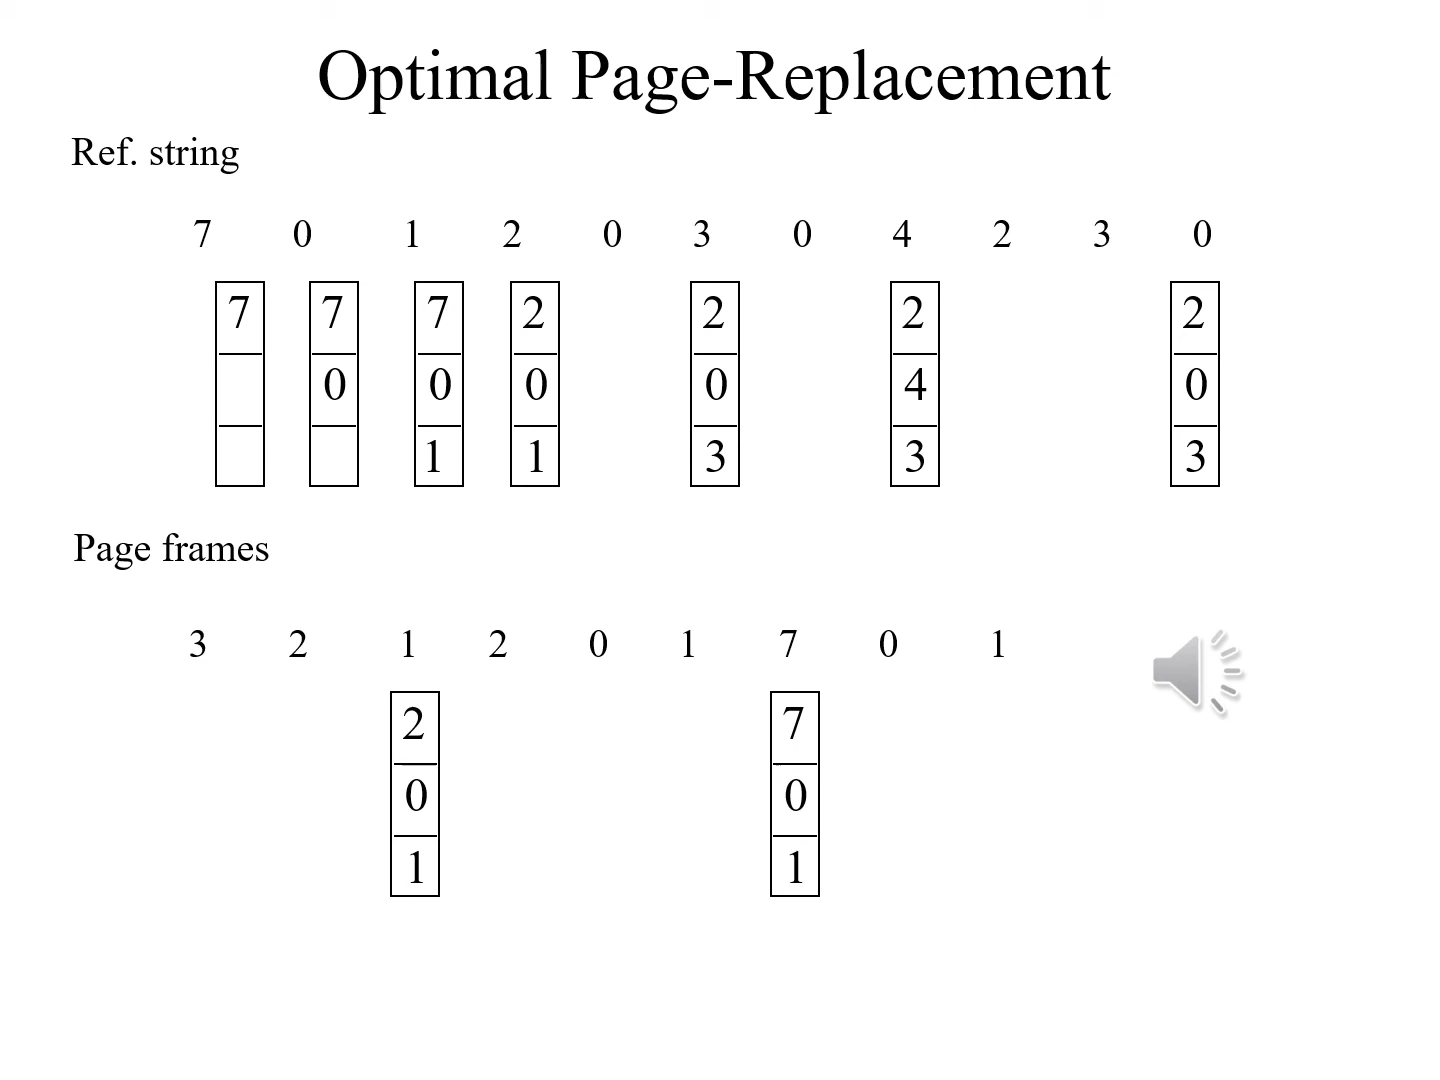 Optimal Page-Replacement
Ref. string
7 0 1 2 0 3 0 4 2 3 0
7 7 7 2 2 2 2
0 0 0 0 4 0
1 1 3 3 3
Page frames
3 2 1 2 0 1 7 0 1
2 7
0 0
1 1